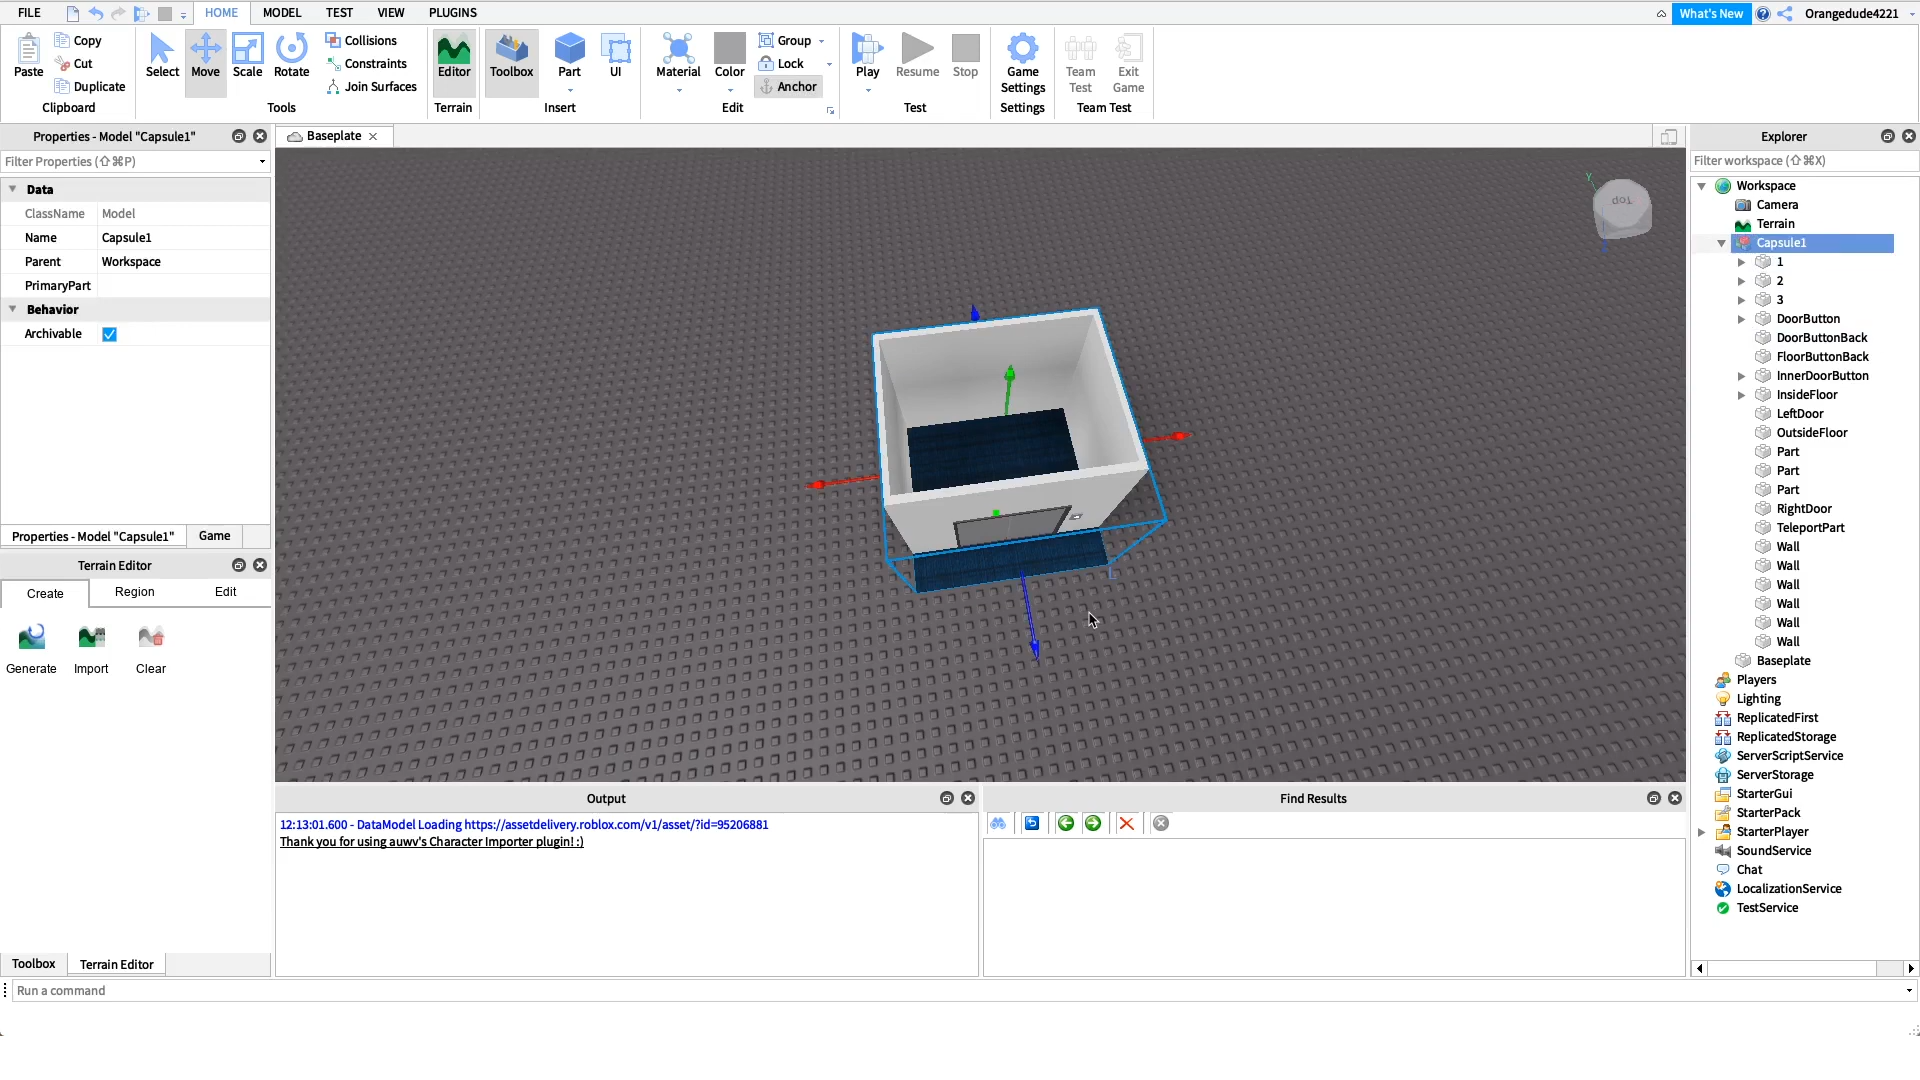 FILE HOME MODEL TEST VIEW PLUGINS What's New Orangedude4221
Paste Copy Cut Duplicate Clipboard
Select Move Scale Rotate Collisions Constraints Join Surfaces Tools
Editor Terrain
Toolbox Part UI Insert
Material Color Group Lock Anchor Edit
Play Resume Stop Test
Game Settings Settings
Team Test Exit Game Team Test
Properties - Model "Capsule1"
Filter Properties (⇧⌘P)
Data
ClassName Model
Name Capsule1
Parent Workspace
PrimaryPart
Behavior
Archivable
Properties - Model "Capsule1" Game
Terrain Editor
Create Region Edit
Generate Import Clear
Toolbox Terrain Editor
Baseplate
Y
Top
L
Output
12:13:01.600 - DataModel Loading https://assetdelivery.roblox.com/v1/asset/?id=95206881
Thank you for using auwv's Character Importer plugin! :)
Find Results
Explorer
Filter workspace (⇧⌘X)
Workspace
Camera
Terrain
Capsule1
1
2
3
DoorButton
DoorButtonBack
FloorButtonBack
InnerDoorButton
InsideFloor
LeftDoor
OutsideFloor
Part
Part
Part
RightDoor
TeleportPart
Wall
Wall
Wall
Wall
Wall
Wall
Baseplate
Players
Lighting
ReplicatedFirst
ReplicatedStorage
ServerScriptService
ServerStorage
StarterGui
StarterPack
StarterPlayer
SoundService
Chat
LocalizationService
TestService
Run a command